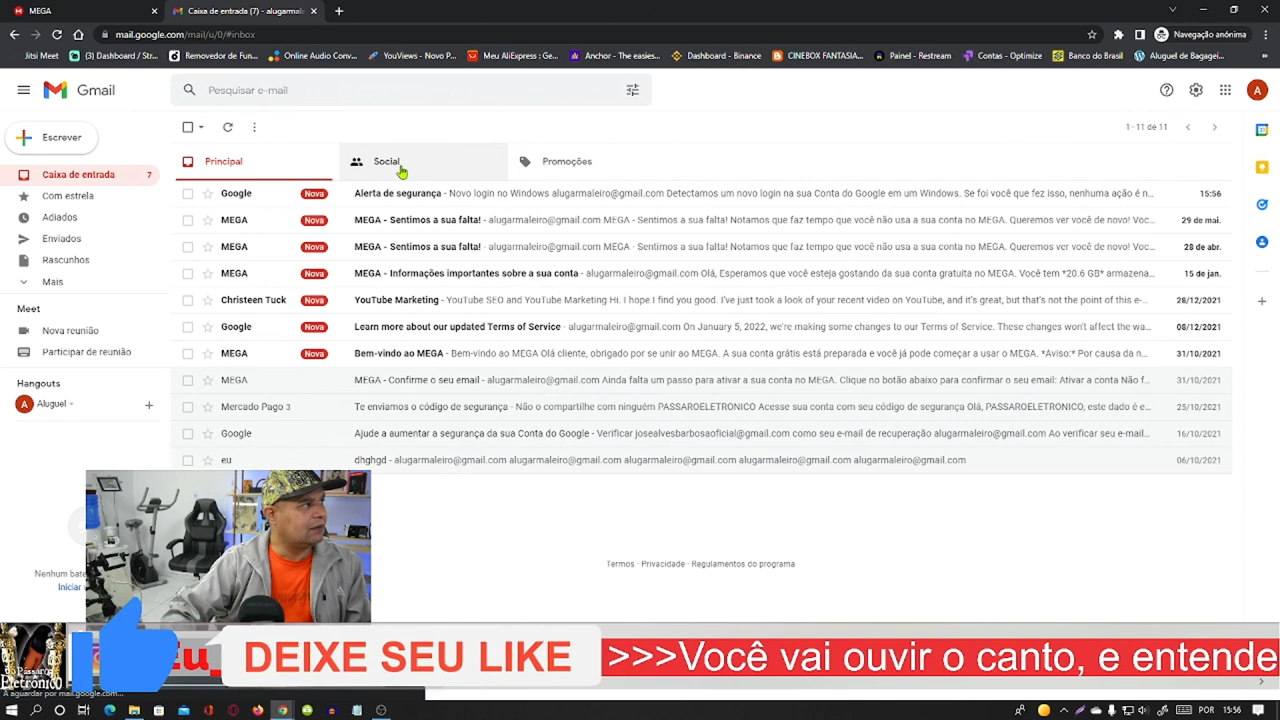 MEGA
Caixa de entrada (7) - alugarmale
mail.google.com/mail/u/0/#inbox
Navegação anónima
Jitsi Meet
Dashboard / Str...
Removedor de Fun...
Online Audio Conv...
YouViews - Novo P...
Meu AliExpress : Ge...
Anchor - The easies...
Dashboard - Binance
CINEBOX FANTASIA...
Painel - Restream
Contas - Omitzy
Banco do Brasil
Aluguel de Bagagei...
Gmail
Pesquisar e-mail
Escrever
1–11 de 11
Caixa de entrada 7
Com estrela
Adiados
Enviados
Rascunhos
Mais
Meet
Nova reunião
Participar de reunião
Hangouts
A Aluguel
Principal
Social
Promoções
Google Nova Alerta de segurança - Novo login no Windows alugarmaleiro@gmail.com Detectamos um novo login na sua Conta do Google em um Windows. Se foi você que fez isso, nenhuma ação é n... 15:56
MEGA Nova MEGA - Sentimos a sua falta! - alugarmaleiro@gmail.com MEGA - Sentimos a sua falta! Notamos que faz tempo que você não usa a sua conta no MEGA. Queremos ver você de novo! Voc... 29 de mai.
MEGA Nova MEGA - Sentimos a sua falta! - alugarmaleiro@gmail.com MEGA - Sentimos a sua falta! Notamos que faz tempo que você não usa a sua conta no MEGA. Queremos ver você de novo! Voc... 28 de abr.
MEGA Nova MEGA - Informações importantes sobre a sua conta - alugarmaleiro@gmail.com Olá, Esperamos que você esteja gostando da sua conta gratuita no MEGA. Você tem *20.6 GB* armazena... 15 de jan.
Christeen Tuck Nova YouTube Marketing - YouTube SEO and YouTube Marketing Hi. I hope I find you good. I've just took a look of your recent video on YouTube, and it's great, but that's not the point of this e-... 28/12/2021
Google Nova Learn more about our updated Terms of Service - alugarmaleiro@gmail.com On January 5, 2022, we're making some changes to our Terms of Service. These changes won't affect the wa... 08/12/2021
MEGA Nova Bem-vindo ao MEGA - Bem-vindo ao MEGA Olá cliente, obrigado por se unir ao MEGA. A sua conta grátis está preparada e você já pode começar a usar o MEGA. *Aviso:* Por causa da n... 31/10/2021
MEGA MEGA - Confirme o seu email - alugarmaleiro@gmail.com Ainda falta um passo para ativar a sua conta no MEGA. Clique no botão abaixo para confirmar o seu email: Ativar a conta Não f... 31/10/2021
Mercado Pago 3 Te enviamos o código de segurança - Não o compartilhe com ninguém PASSAROELETRONICO Acesse sua conta com seu código de segurança Olá, PASSAROELETRONICO, este dado é e... 25/10/2021
Google Ajude a aumentar a segurança da sua Conta do Google - Verificar josealvesbarbosaoficial@gmail.com como seu e-mail de recuperação alugarmaleiro@gmail.com Ao verificar seu e-mail... 16/10/2021
eu dhghgd - alugarmaleiro@gmail.com alugarmaleiro@gmail.com alugarmaleiro@gmail.com alugarmaleiro@gmail.com 06/10/2021
Termos · Privacidade · Regulamentos do programa
Nenhum bate
Iniciar
Pássaro Eletrônico
Eu
DEIXE SEU LIKE
>>>Você vai ouvir o canto, e entende
A aguardar por mail.google.com...
POR 15:56